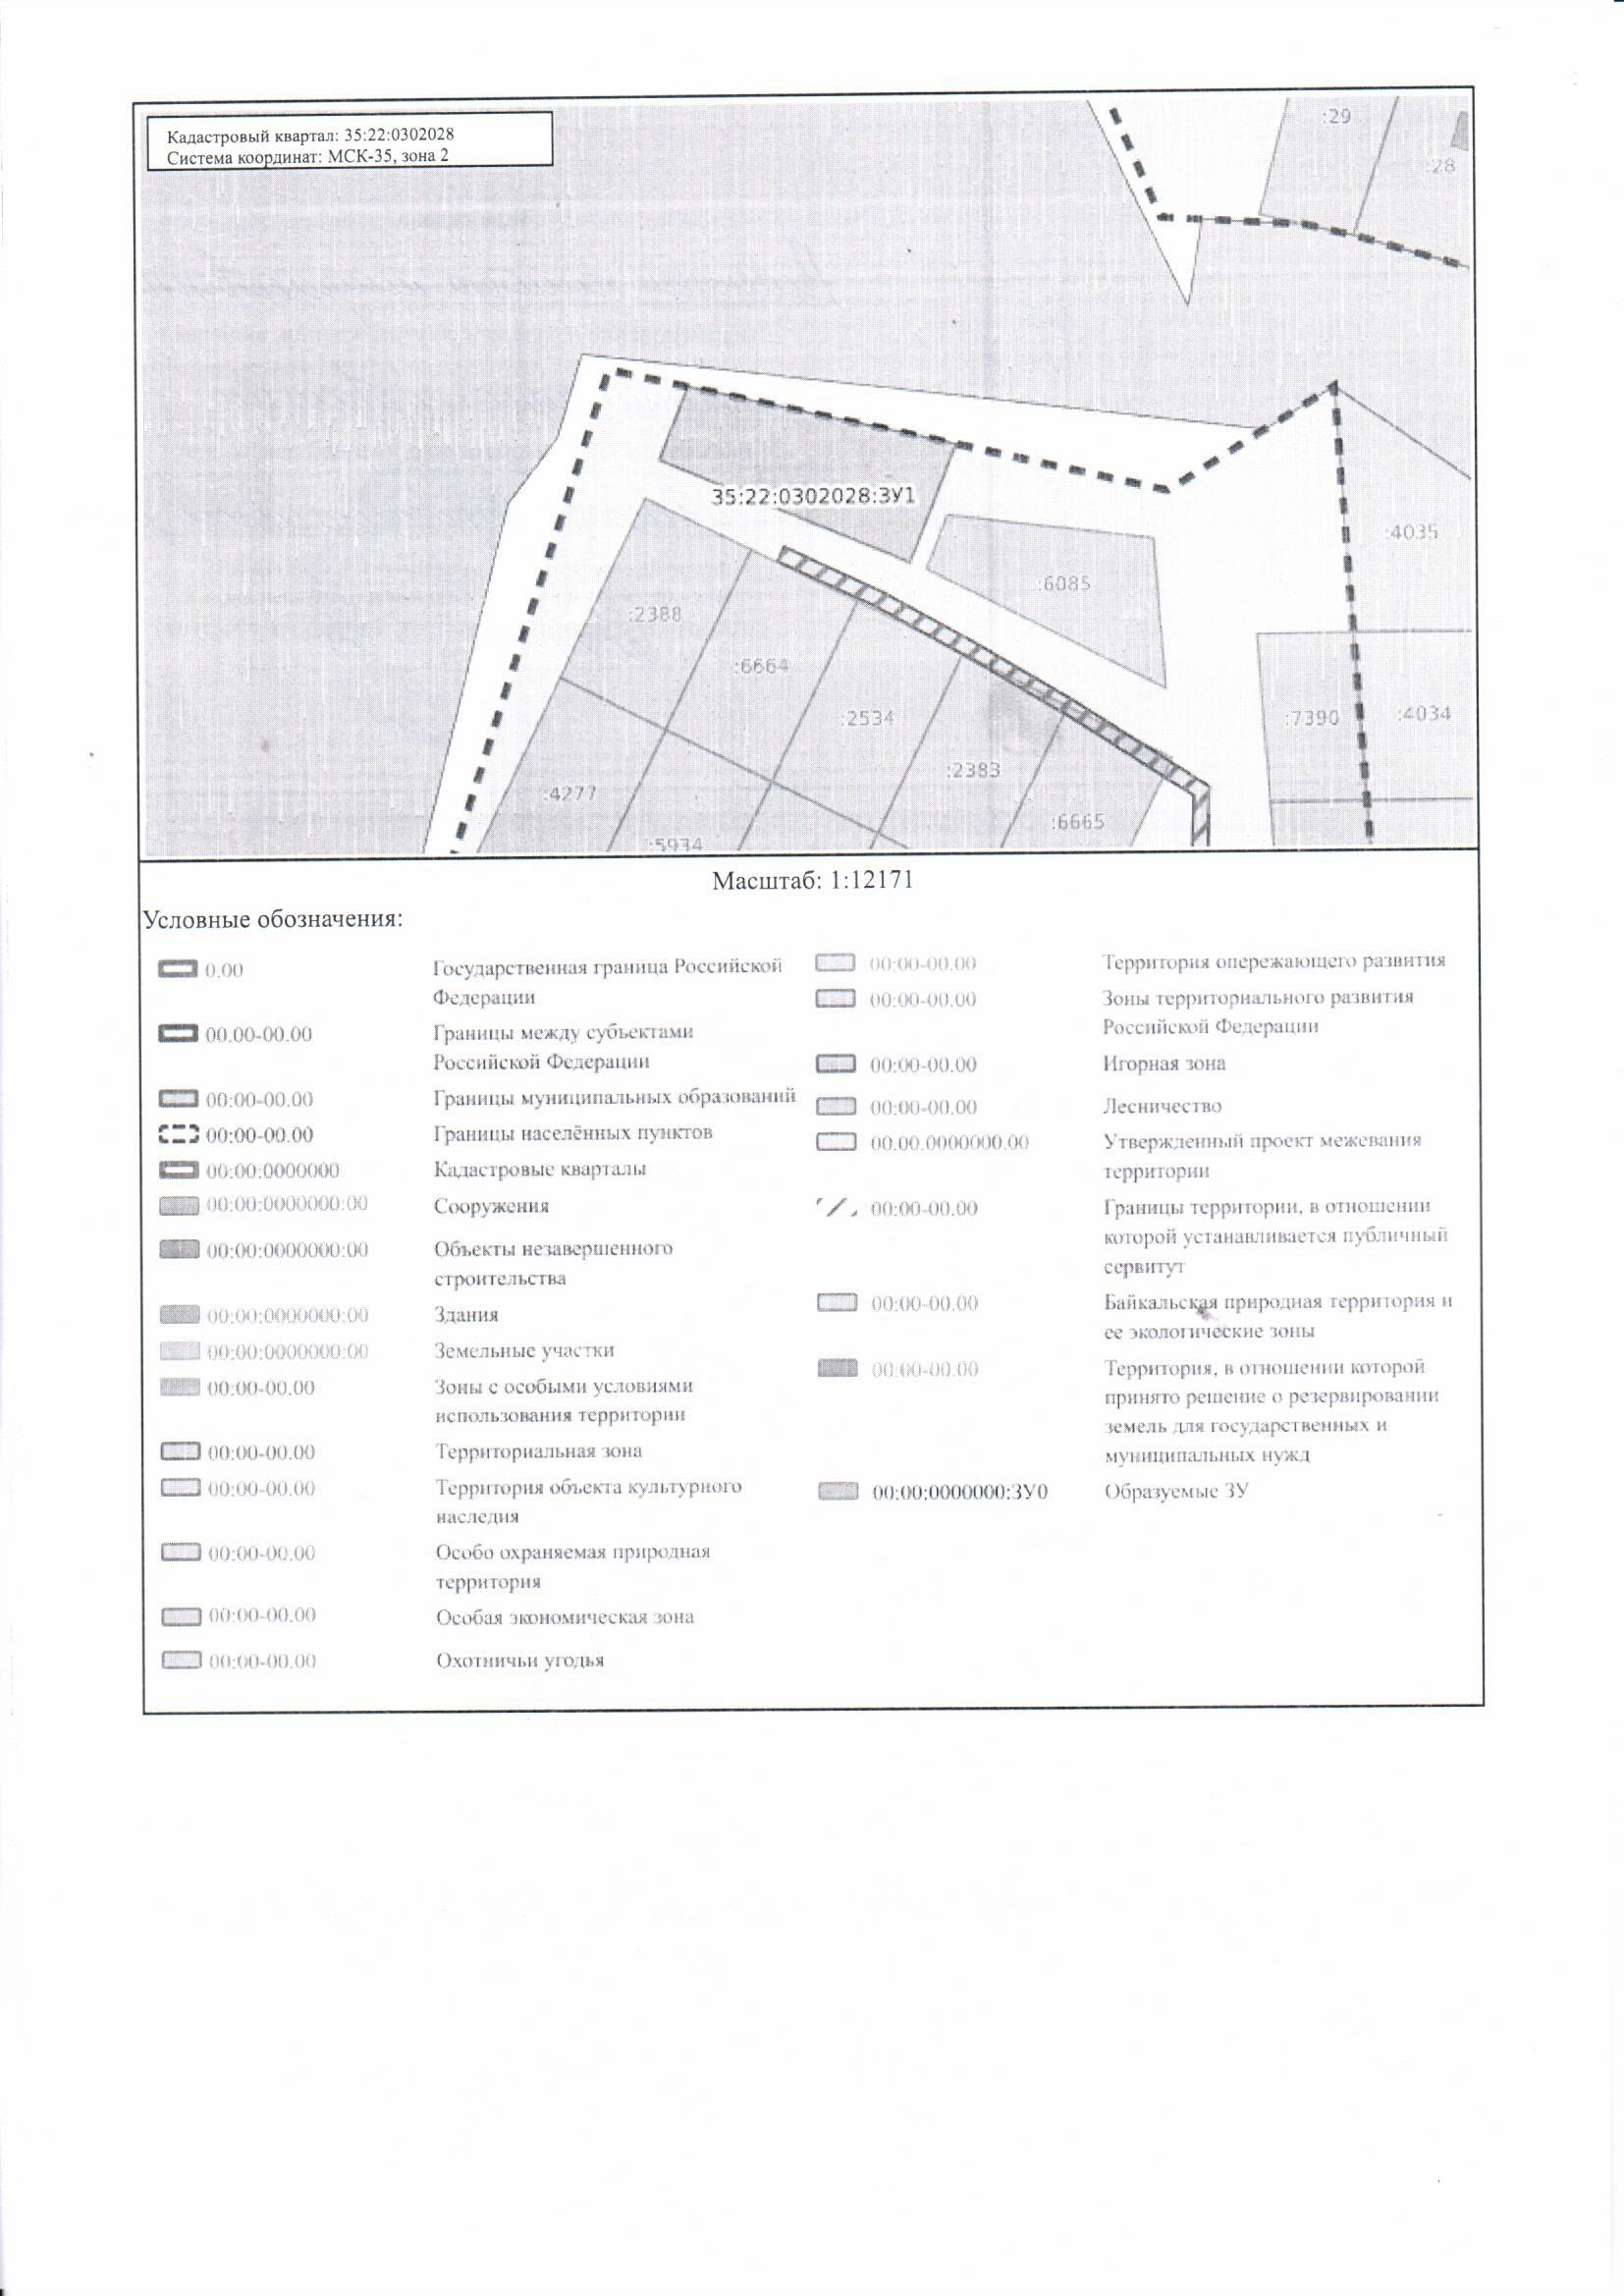 Кадастровый квартал: 35:22:0302028
Система координат: МСК-35, зона 2
:29
:28
35:22:0302028:ЗУ1
:4035
:6085
:2388
:6664
:2534
:7390
:4034
:2383
:4277
:6665
:5934
Масштаб: 1:12171
Условные обозначения:
0.00 Государственная граница Российской
Федерации
00.00-00.00 Границы между субъектами
Российской Федерации
00:00-00.00 Границы муниципальных образований
00:00-00.00 Границы населённых пунктов
00:00:0000000 Кадастровые кварталы
00:00:0000000:00 Сооружения
00:00:0000000:00 Объекты незавершенного
строительства
00:00:0000000:00 Здания
00:00:0000000:00 Земельные участки
00:00-00.00 Зоны с особыми условиями
использования территории
00:00-00.00 Территориальная зона
00:00-00.00 Территория объекта культурного
наследия
00:00-00.00 Особо охраняемая природная
территория
00:00-00.00 Особая экономическая зона
00:00-00.00 Охотничьи угодья
00:00-00.00 Территория опережающего развития
00:00-00.00 Зоны территориального развития
Российской Федерации
00:00-00.00 Игорная зона
00:00-00.00 Лесничество
00.00.0000000.00 Утвержденный проект межевания
территории
00:00-00.00 Границы территории, в отношении
которой устанавливается публичный
сервитут
00:00-00.00 Байкальская природная территория и
ее экологические зоны
00:00-00.00 Территория, в отношении которой
принято решение о резервировании
земель для государственных и
муниципальных нужд
00:00:0000000:ЗУ0 Образуемые ЗУ